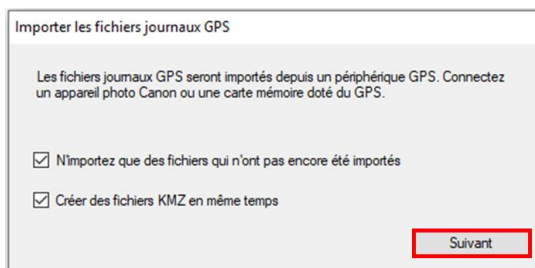 Importer les fichiers journaux GPS
Les fichiers journaux GPS seront importés depuis un périphérique GPS. Connectez
un appareil photo Canon ou une carte mémoire doté du GPS.
N'importez que des fichiers qui n'ont pas encore été importés
Créer des fichiers KMZ en même temps
Suivant